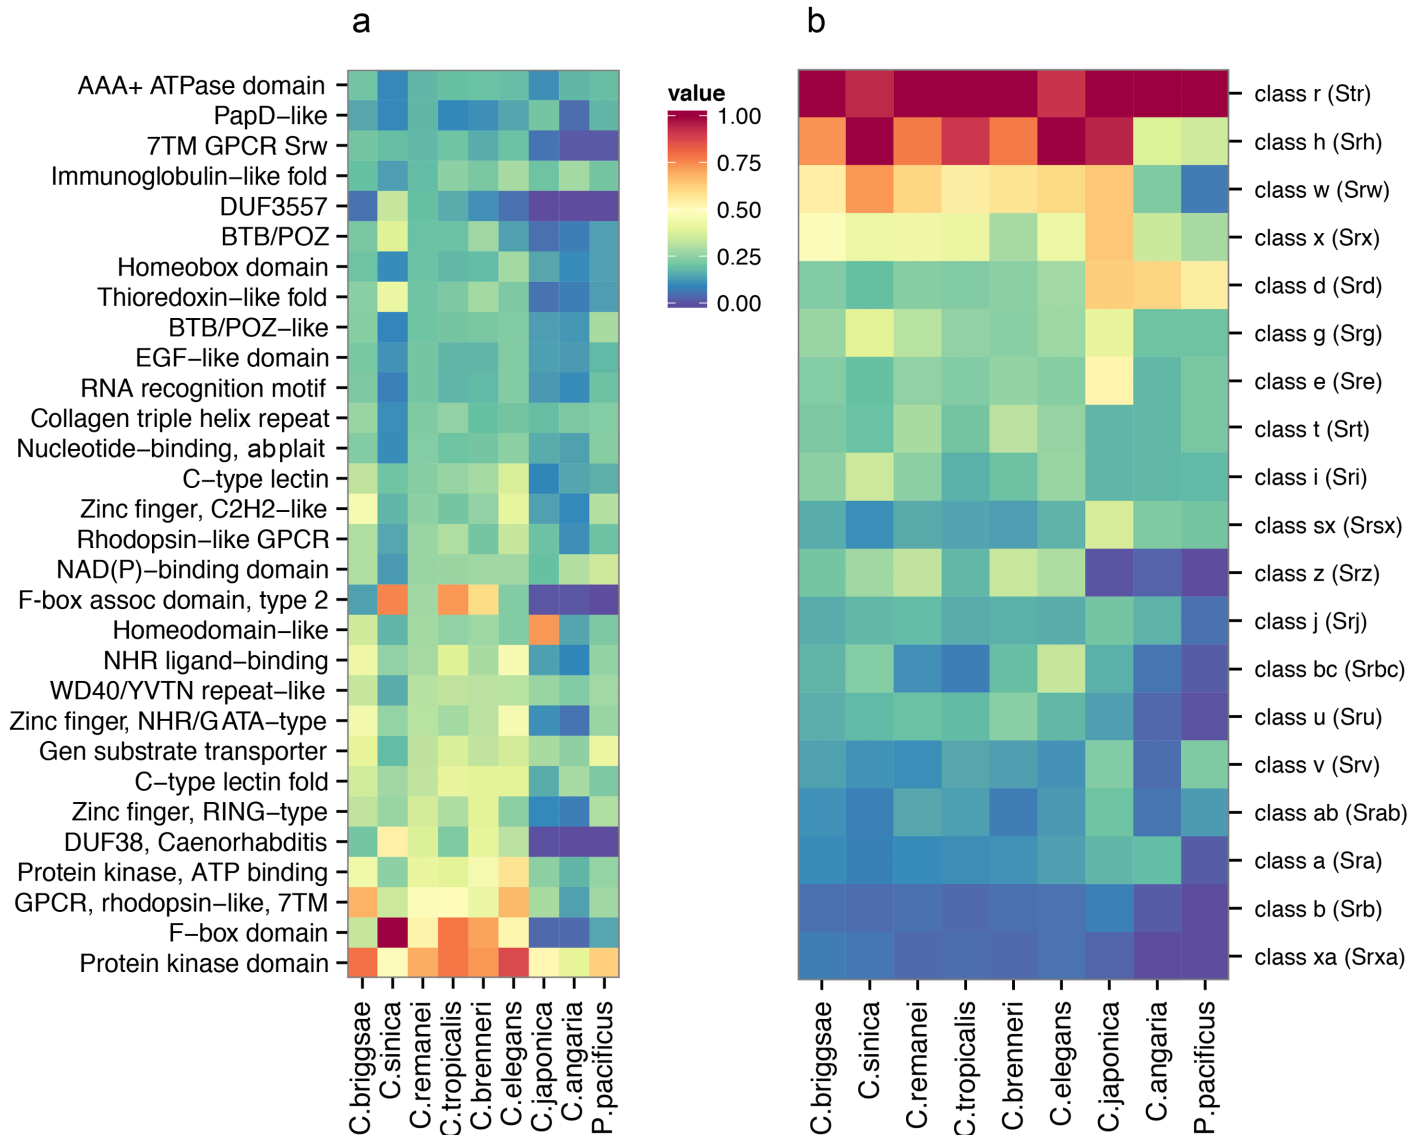 a
b
AAA+ ATPase domain
PapD−like
7TM GPCR Srw
Immunoglobulin−like fold
DUF3557
BTB/POZ
Homeobox domain
Thioredoxin−like fold
BTB/POZ−like
EGF−like domain
RNA recognition motif
Collagen triple helix repeat
Nucleotide−binding, ab plait
C−type lectin
Zinc finger, C2H2−like
Rhodopsin−like GPCR
NAD(P)−binding domain
F-box assoc domain, type 2
Homeodomain−like
NHR ligand−binding
WD40/YVTN repeat−like
Zinc finger, NHR/GATA−type
Gen substrate transporter
C−type lectin fold
Zinc finger, RING−type
DUF38, Caenorhabditis
Protein kinase, ATP binding
GPCR, rhodopsin−like, 7TM
F−box domain
Protein kinase domain
C.briggsae
C.sinica
C.remanei
C.tropicalis
C.brenneri
C.elegans
C.japonica
C.angaria
P.pacificus
value
1.00
0.75
0.50
0.25
0.00
class r (Str)
class h (Srh)
class w (Srw)
class x (Srx)
class d (Srd)
class g (Srg)
class e (Sre)
class t (Srt)
class i (Sri)
class sx (Srsx)
class z (Srz)
class j (Srj)
class bc (Srbc)
class u (Sru)
class v (Srv)
class ab (Srab)
class a (Sra)
class b (Srb)
class xa (Srxa)
C.briggsae
C.sinica
C.remanei
C.tropicalis
C.brenneri
C.elegans
C.japonica
C.angaria
P.pacificus